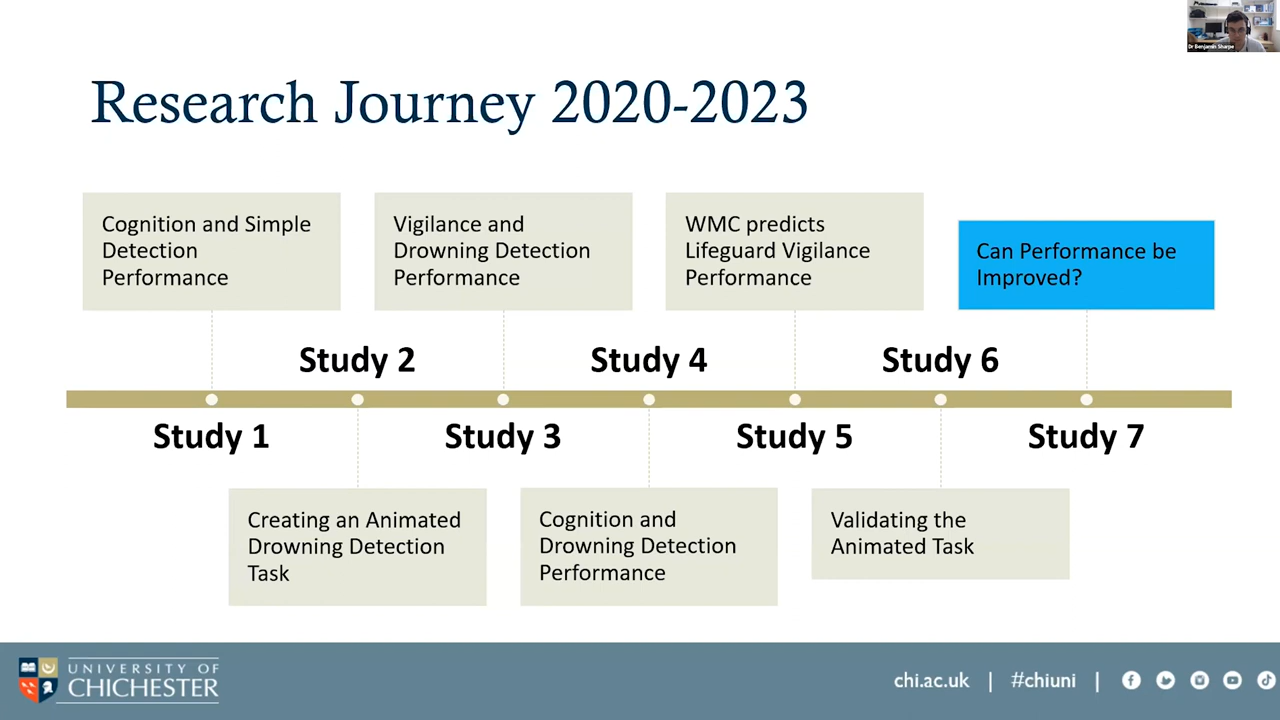 Dr Benjamin Sharpe
Research Journey 2020-2023
Cognition and Simple
Detection
Performance
Vigilance and
Drowning Detection
Performance
WMC predicts
Lifeguard Vigilance
Performance
Can Performance be
Improved?
Study 2
Study 4
Study 6
Study 1
Study 3
Study 5
Study 7
Creating an Animated
Drowning Detection
Task
Cognition and
Drowning Detection
Performance
Validating the
Animated Task
UNIVERSITY OF
CHICHESTER
chi.ac.uk | #chiuni |